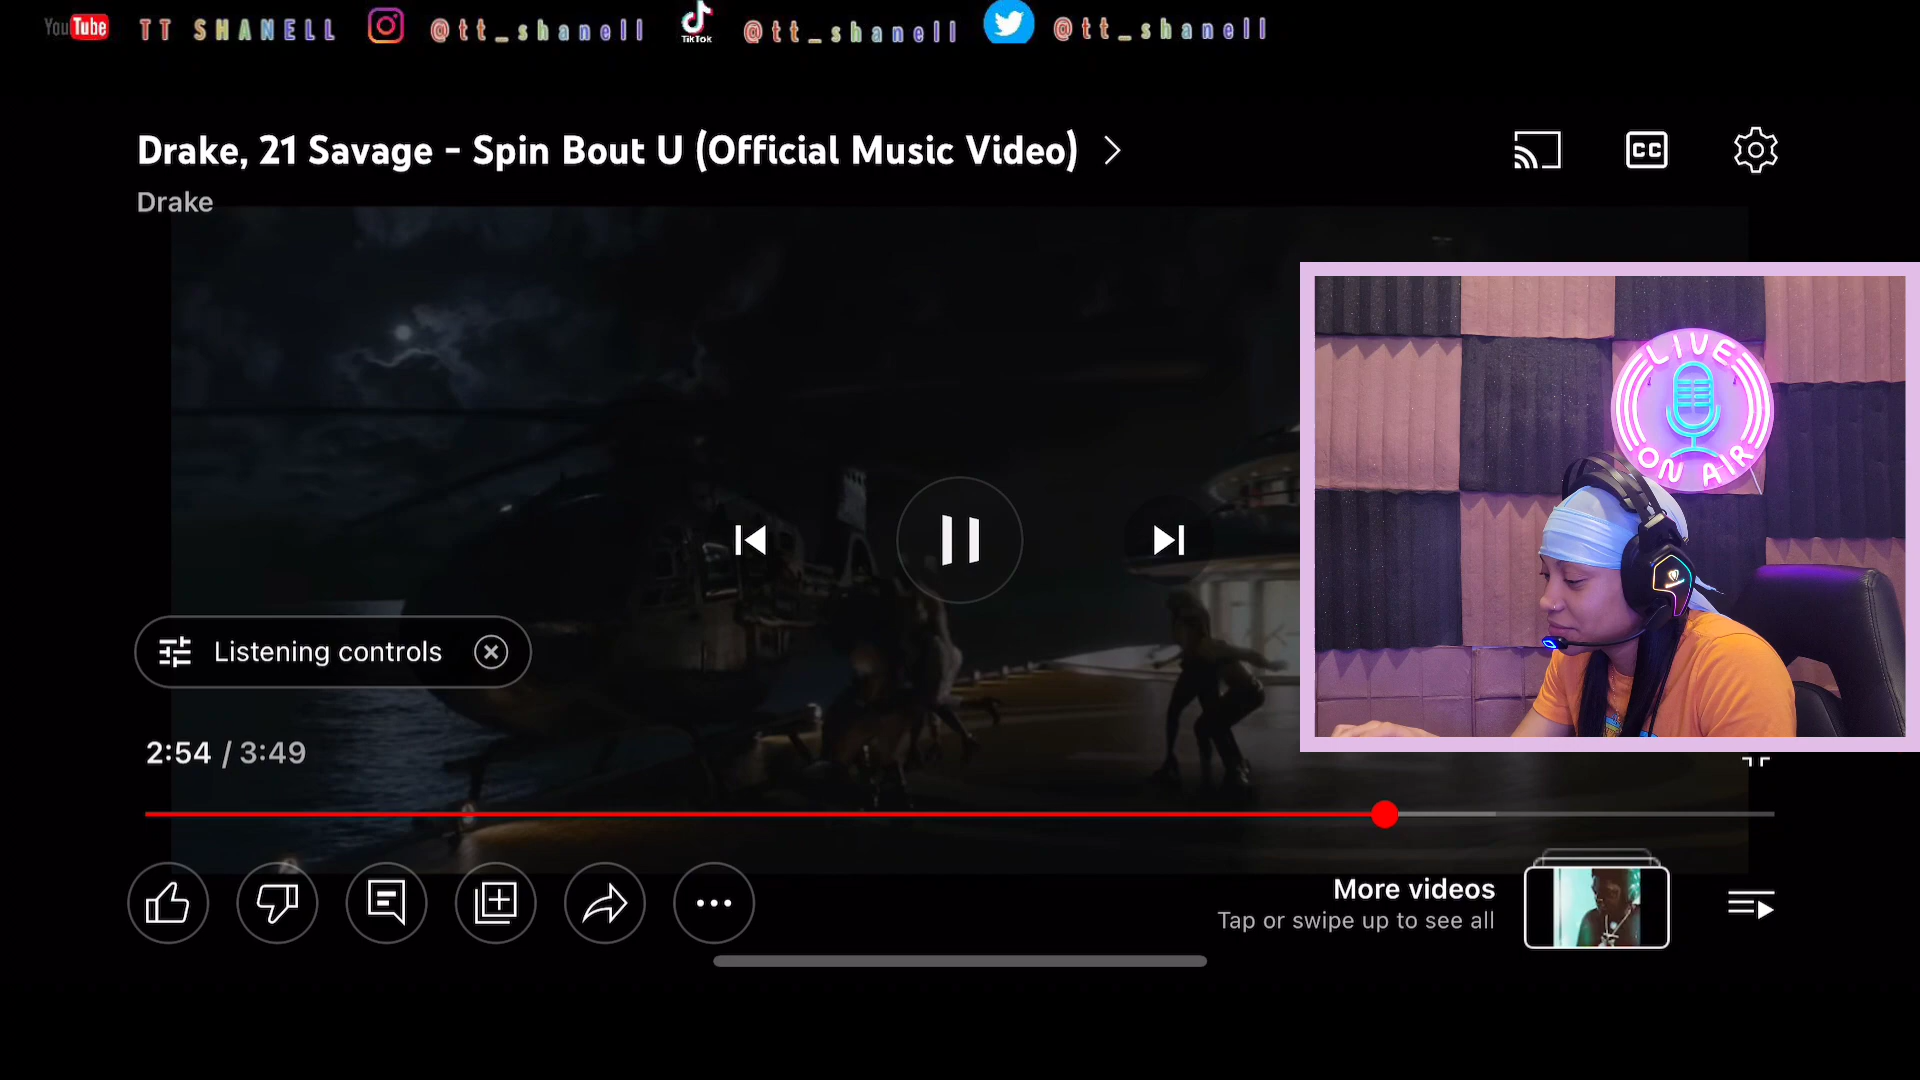 YouTube TT SHANELL @tt_shanell TikTok @tt_shanell @tt_shanell
Drake, 21 Savage - Spin Bout U (Official Music Video)
CC
Drake
LIVE
ON AIR
Listening controls
2:54 / 3:49
More videos
Tap or swipe up to see all